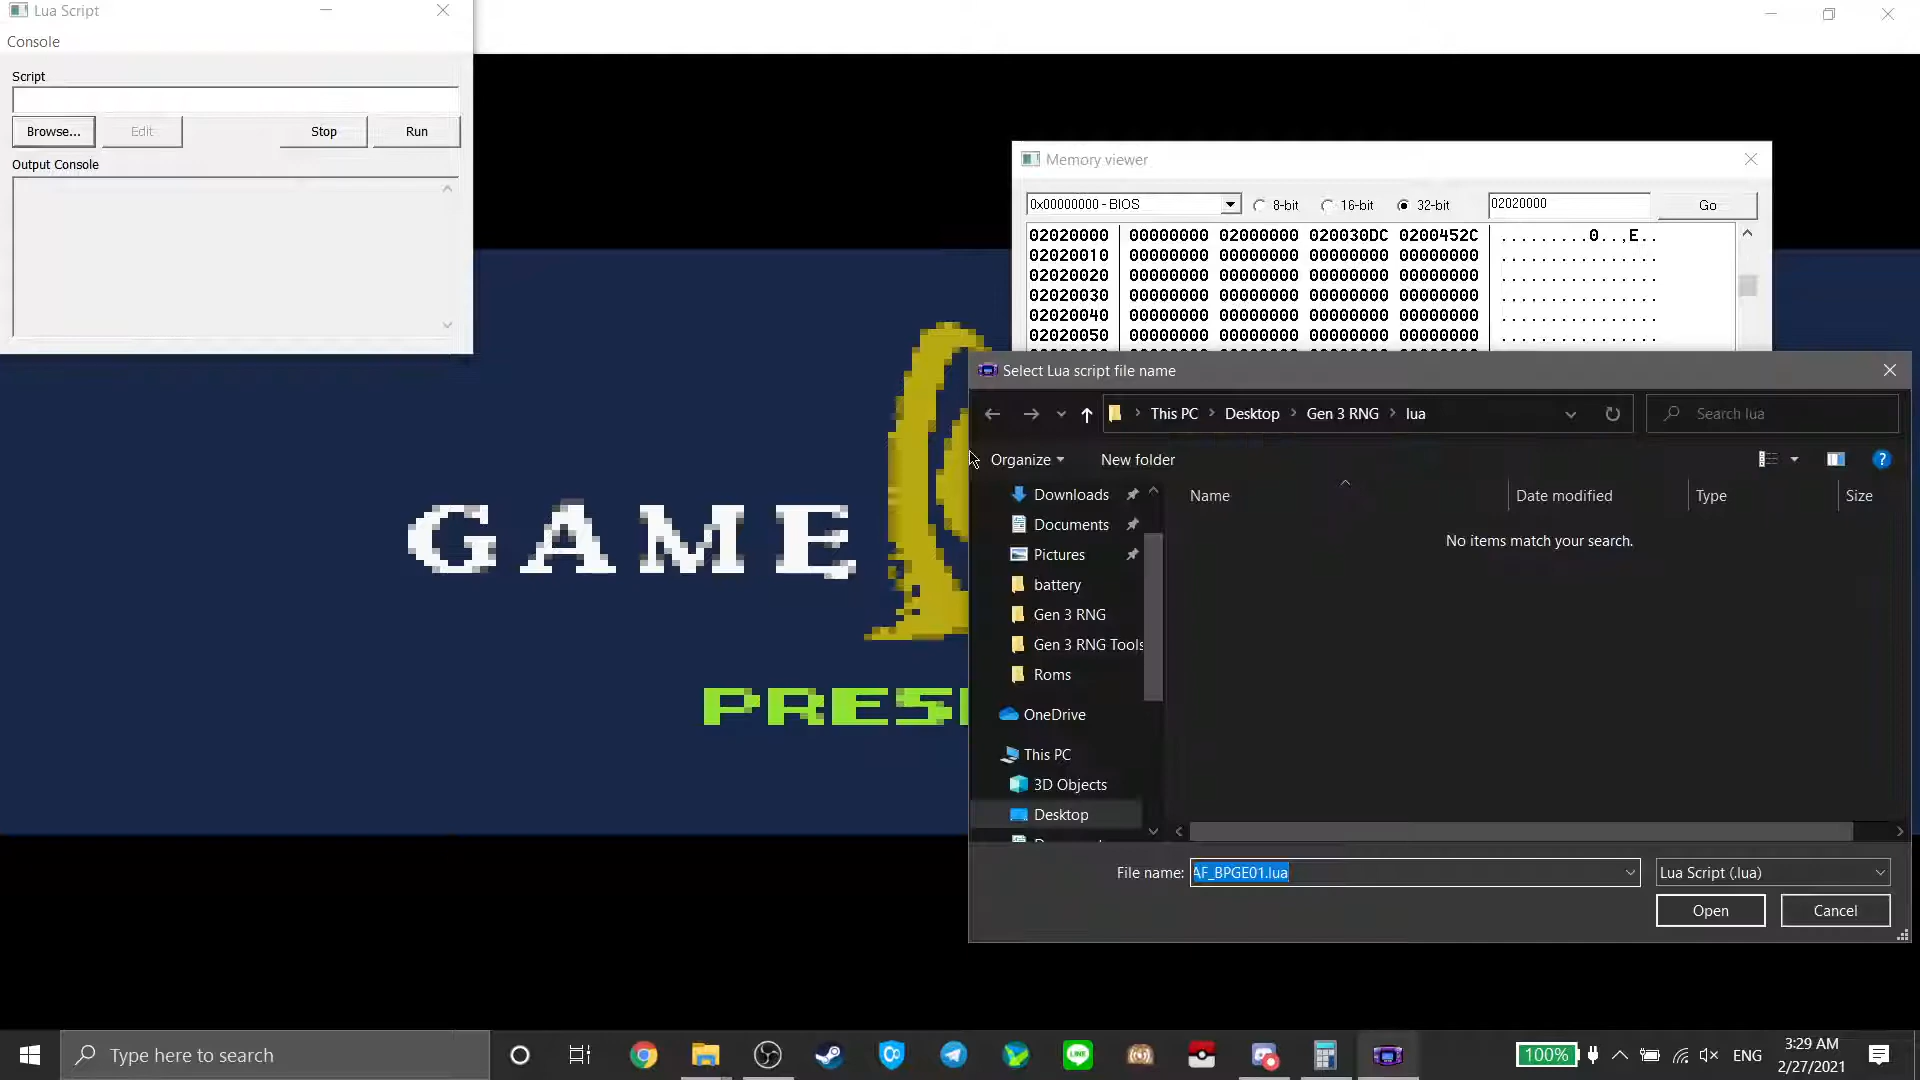 Lua Script
Console
Script
Browse...
Edit
Stop
Run
Output Console
Memory viewer
0x00000000 - BIOS
8-bit
16-bit
32-bit
02020000
Go
02020000 00000000 02000000 020030DC 0200452C .........0..,E..
02020010 00000000 00000000 00000000 00000000 ................
02020020 00000000 00000000 00000000 00000000 ................
02020030 00000000 00000000 00000000 00000000 ................
02020040 00000000 00000000 00000000 00000000 ................
02020050 00000000 00000000 00000000 00000000 ................
GAME
PRES
Select Lua script file name
This PC > Desktop > Gen 3 RNG > lua
Search lua
Organize
New folder
Downloads
Documents
Pictures
battery
Gen 3 RNG
Gen 3 RNG Tools
Roms
OneDrive
This PC
3D Objects
Desktop
Name
Date modified
Type
Size
No items match your search.
File name:
AF_BPGE01.lua
Lua Script (.lua)
Open
Cancel
Type here to search
100%
ENG
3:29 AM
2/27/2021